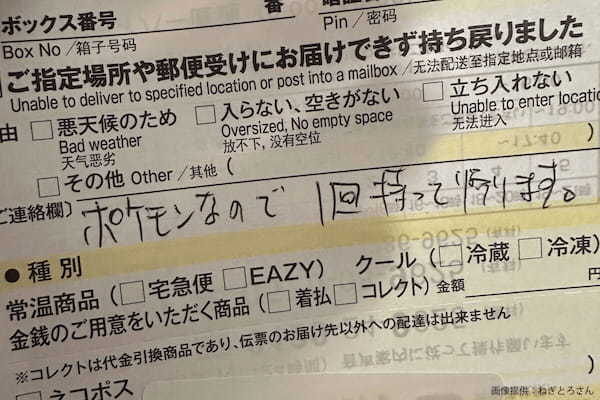 ボックス番号
番
Box No／箱子号码
Pin／密码
ご指定場所や郵便受けにお届けできず持ち戻りました
Unable to deliver to specified location or post into a mailbox／无法配送至指定地点或邮箱
由 □ 悪天候のため □ 入らない、空きがない □ 立ち入れない
Bad weather Oversized, No empty space Unable to enter locatio
天气恶劣 放不下, 没有空位 无法进入
□ その他 Other／其他 (
ご連絡欄〕 ポケモンなので 1回持って帰ります。
● 種別
常温商品 (□ 宅急便 □ EAZY) クール (□ 冷蔵 □ 冷凍)
金銭のご用意をいただく商品 (□ 着払 □ コレクト) 金額 円
※コレクトは代金引換商品であり、伝票のお届け先以外への配達は出来ません
□ ネコポス
画像提供：ねぎとろさん